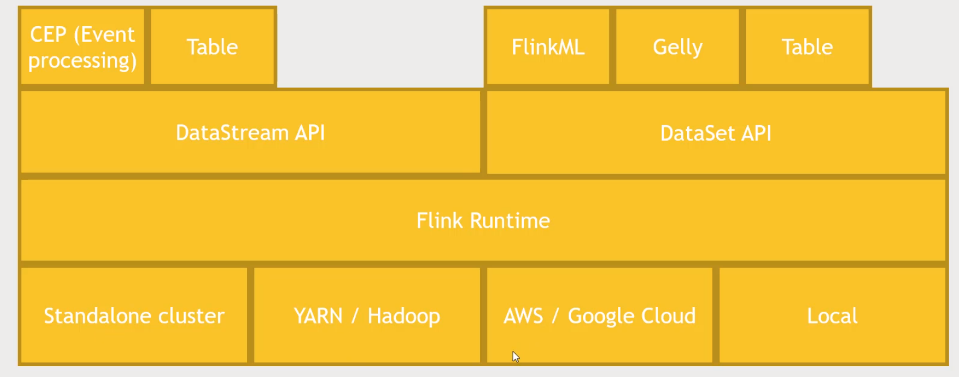 CEP (Event
processing)
Table
FlinkML
Gelly
Table
DataStream API
DataSet API
Flink Runtime
Standalone cluster
YARN / Hadoop
AWS / Google Cloud
Local